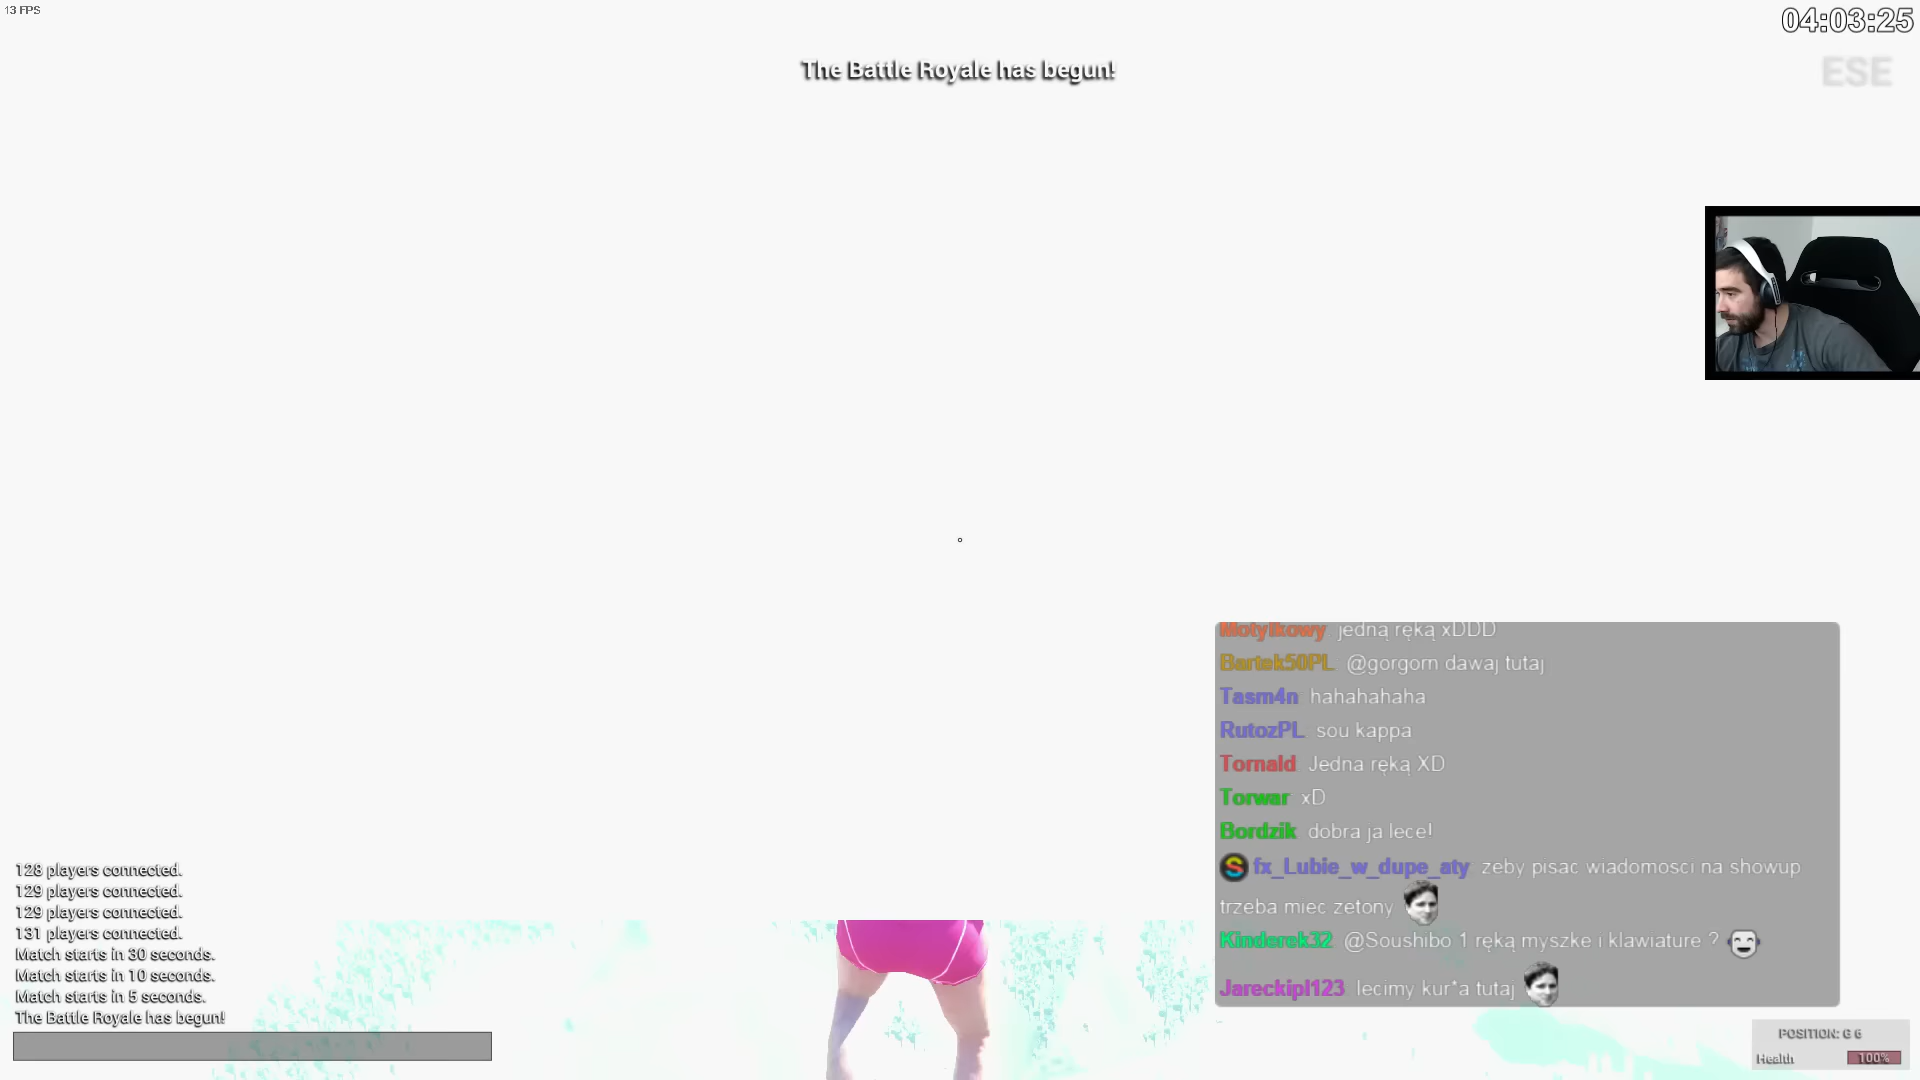 13 FPS
04:03:25
The Battle Royale has begun!
ESE
Motylkowy jedną ręką xDDD
Bartek50PL @gorgorn dawaj tutaj
Tasm4n hahahahaha
RutozPL sou kappa
Tornald Jedna ręką XD
Torwar xD
Bordzik dobra ja lece!
S fx_Lubie_w_dupe_aty zeby pisac wiadomosci na showup
trzeba miec zetony
Kinderek32 @Soushibo 1 ręką myszke i klawiature ?
Jareckipl123 lecimy kur*a tutaj
128 players connected.
129 players connected.
129 players connected.
131 players connected.
Match starts in 30 seconds.
Match starts in 10 seconds.
Match starts in 5 seconds.
The Battle Royale has begun!
POSITION: G 6
Health 100%